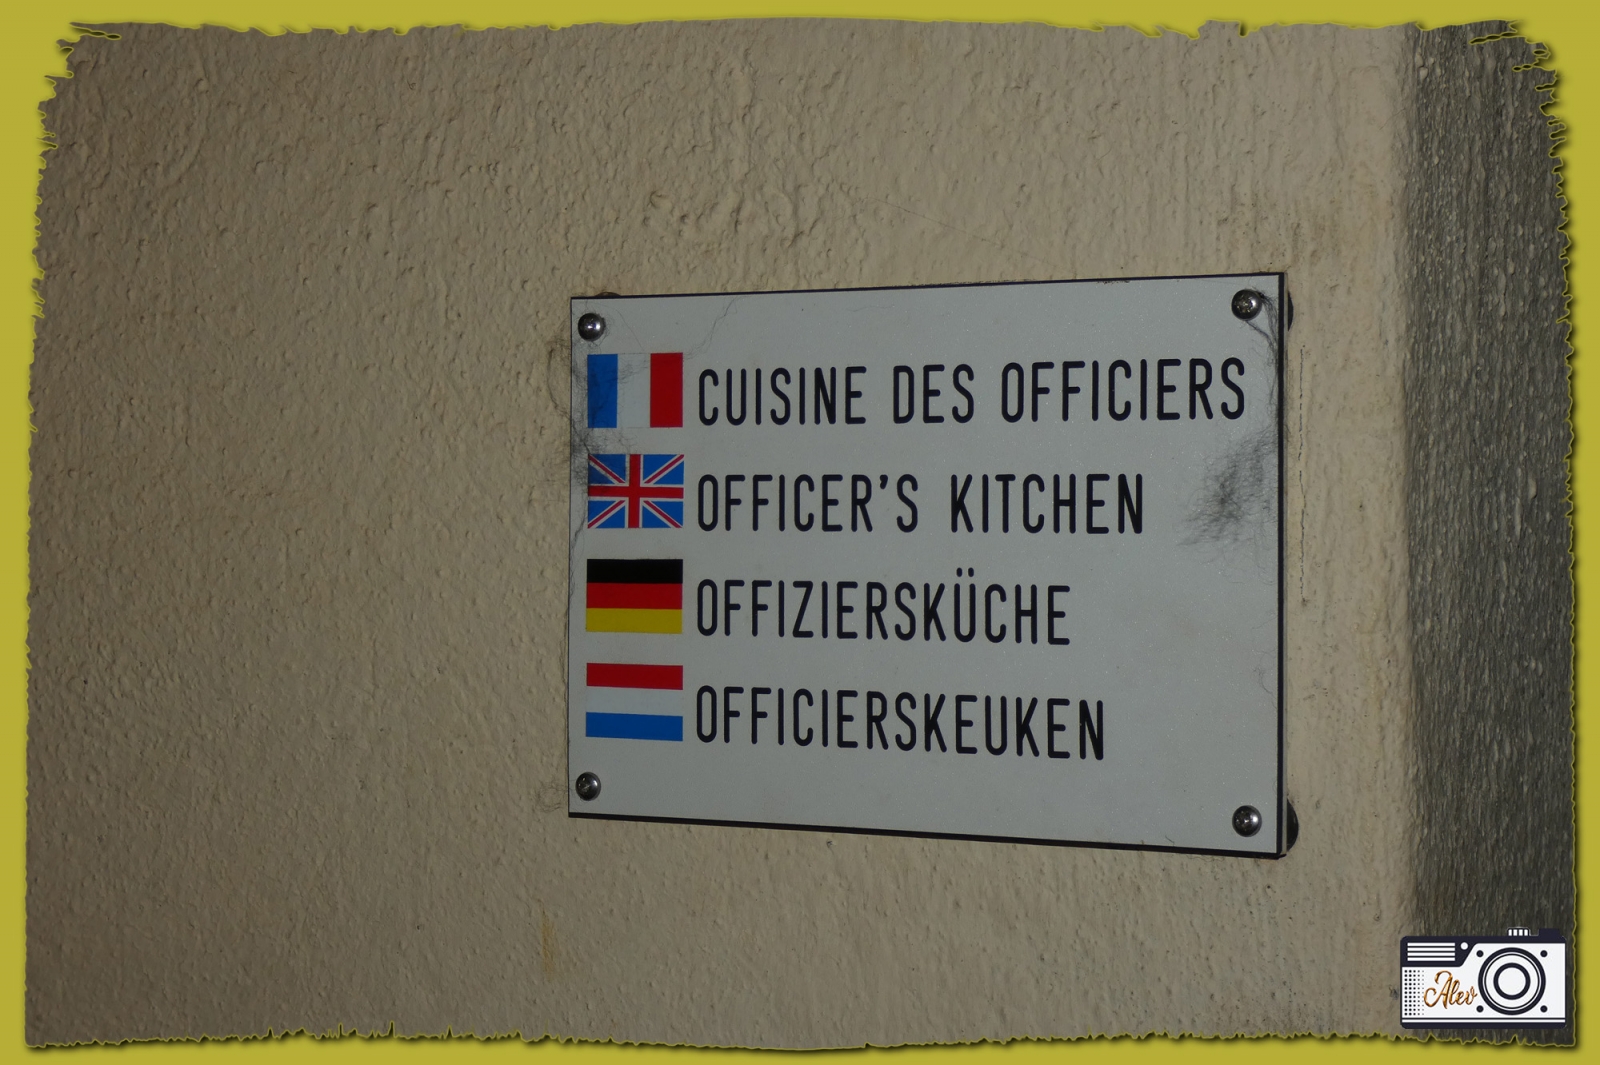 CUISINE DES OFFICIERS
OFFICER'S KITCHEN
OFFIZIERSKÜCHE
OFFICIERSKEUKEN
Alev